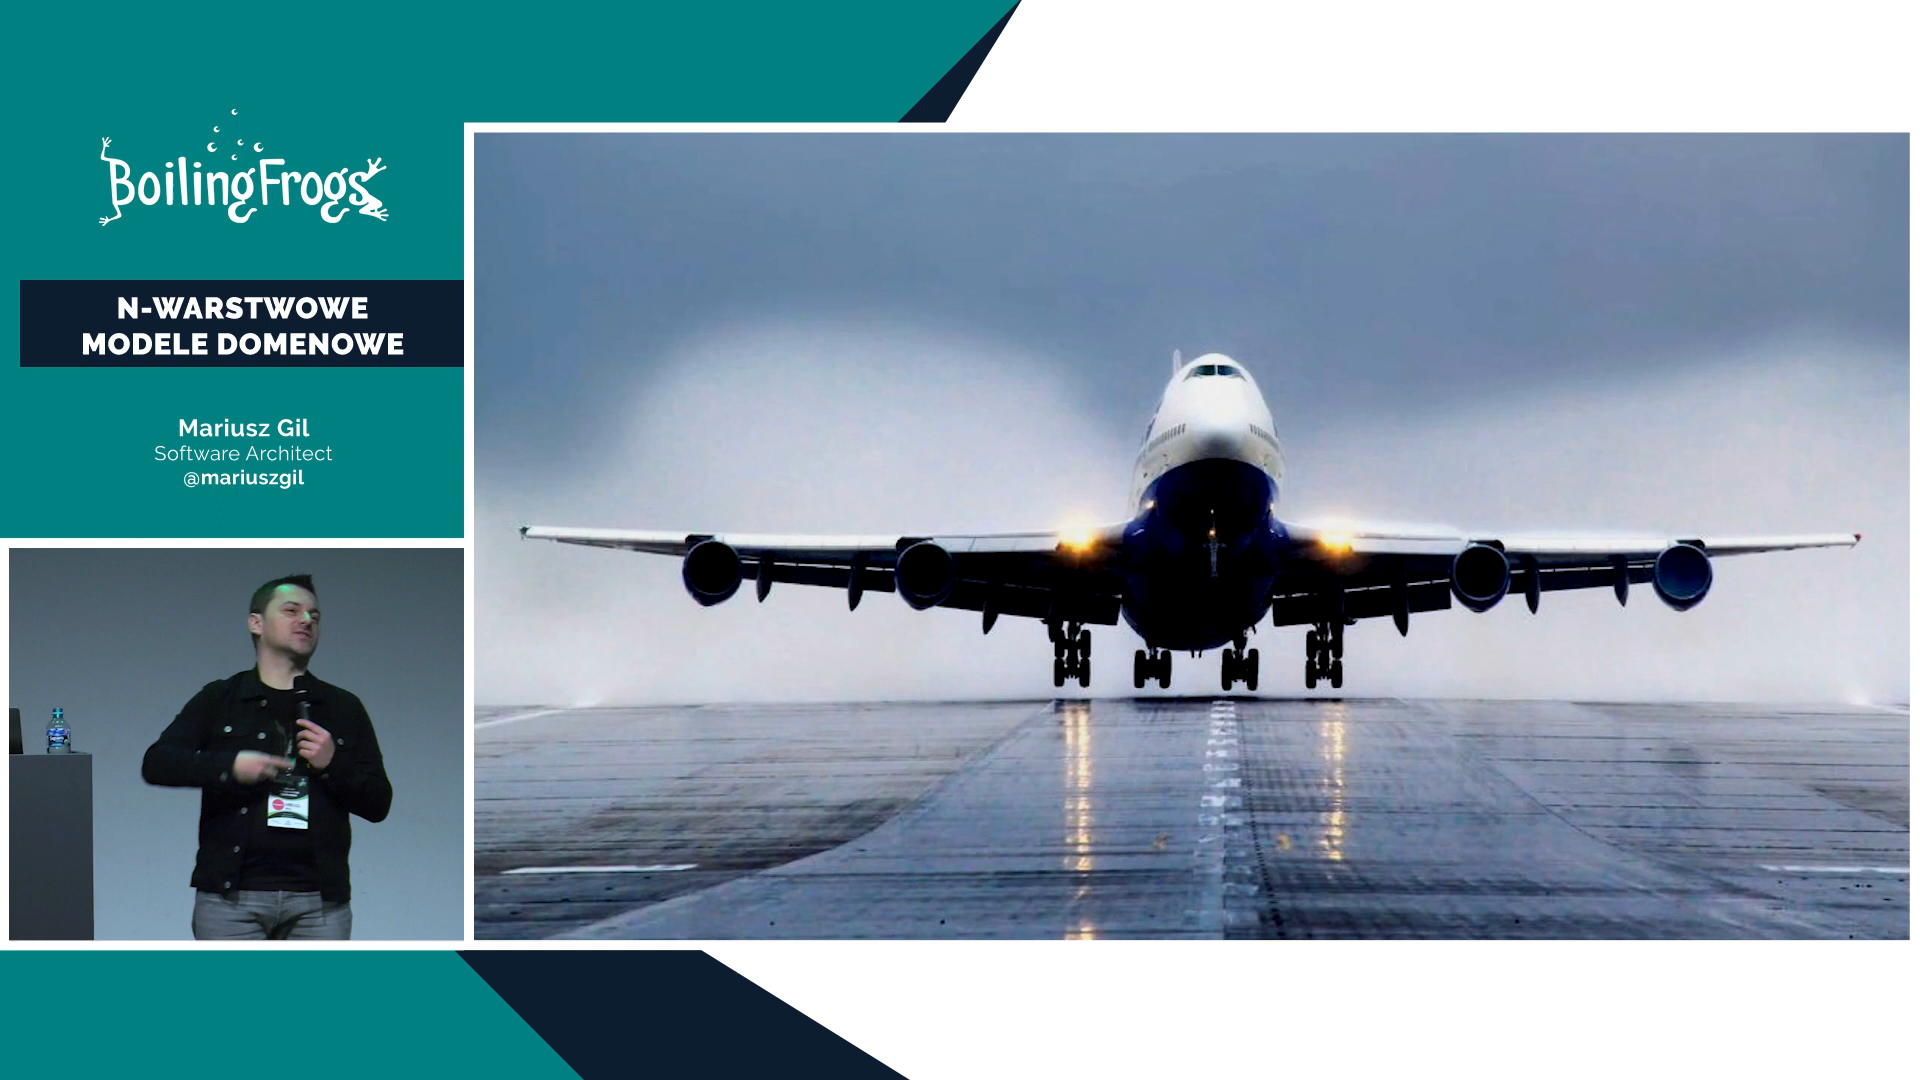 BoilingFrogs
N-WARSTWOWE
MODELE DOMENOWE
Mariusz Gil
Software Architect
@mariuszgil